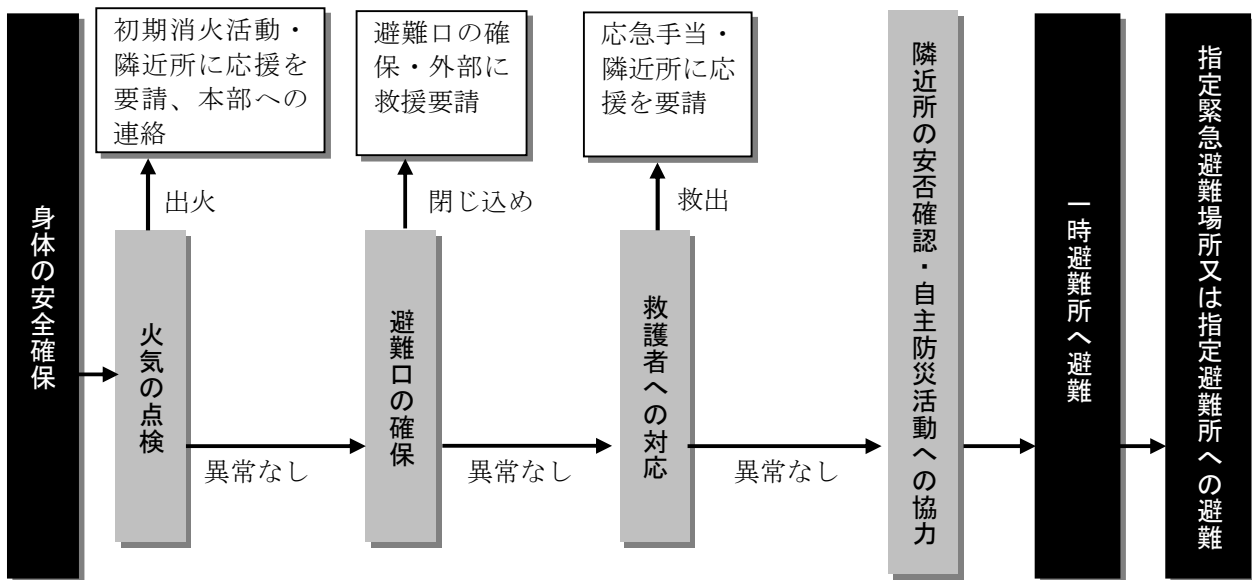 身体の安全確保
初期消火活動・
隣近所に応援を
要請、本部への
連絡
出火
火気の点検
異常なし
避難口の確
保・外部に
救援要請
閉じ込め
避難口の確保
異常なし
応急手当・
隣近所に応
援を要請
救出
救護者への対応
異常なし
隣近所の安否確認・自主防災活動への協力
一時避難所へ避難
指定緊急避難場所又は指定避難所への避難